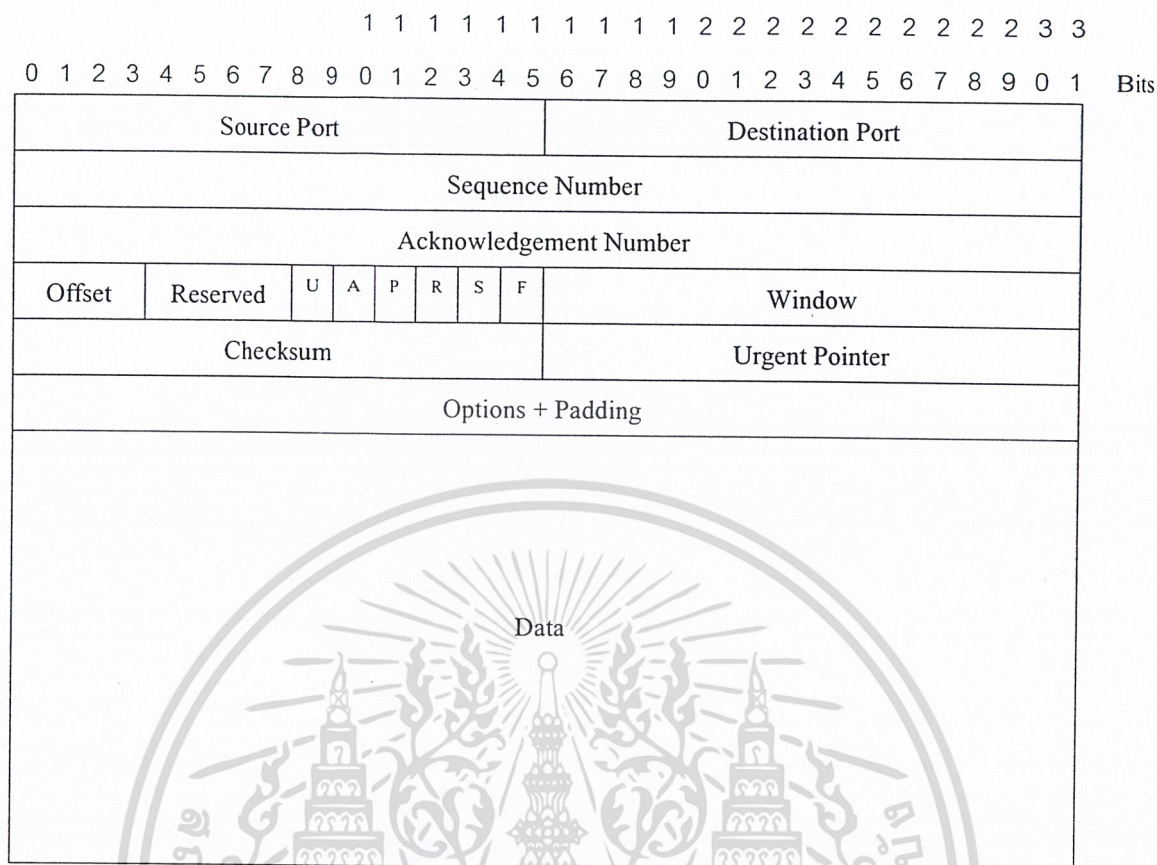 1 1 1 1 1 1 1 1 1 1 2 2 2 2 2 2 2 2 2 2 3 3
0 1 2 3 4 5 6 7 8 9 0 1 2 3 4 5 6 7 8 9 0 1 2 3 4 5 6 7 8 9 0 1 Bits
Source Port Destination Port
Sequence Number
Acknowledgement Number
Offset Reserved U A P R S F Window
Checksum Urgent Pointer
Options + Padding
Data